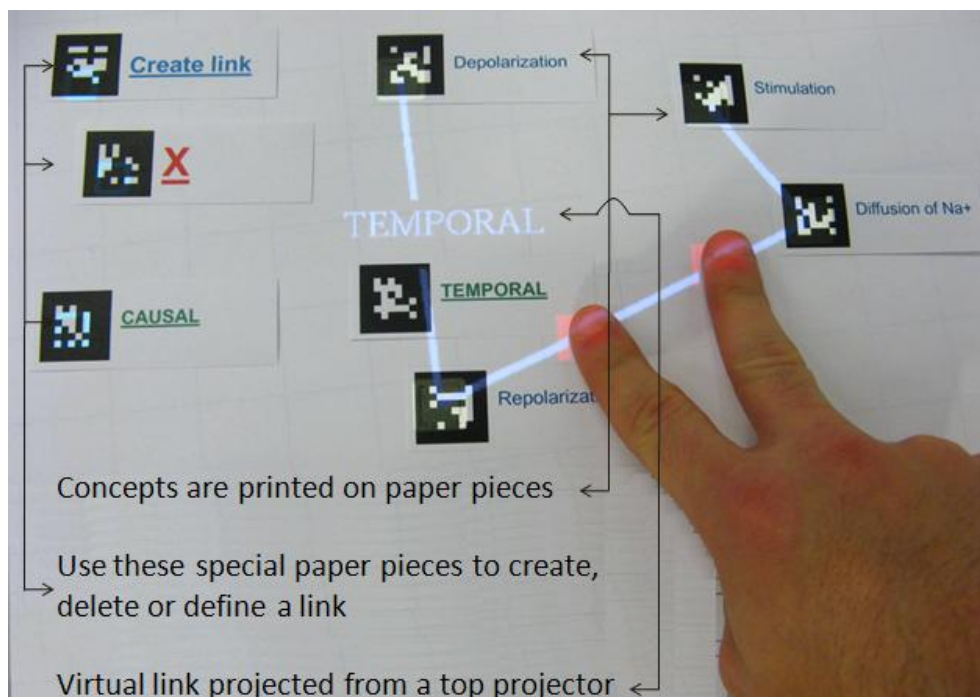 Create link
Depolarization
Stimulation
X
Diffusion of Na+
TEMPORAL
CAUSAL
TEMPORAL
Repolarizat
Concepts are printed on paper pieces
Use these special paper pieces to create,
delete or define a link
Virtual link projected from a top projector